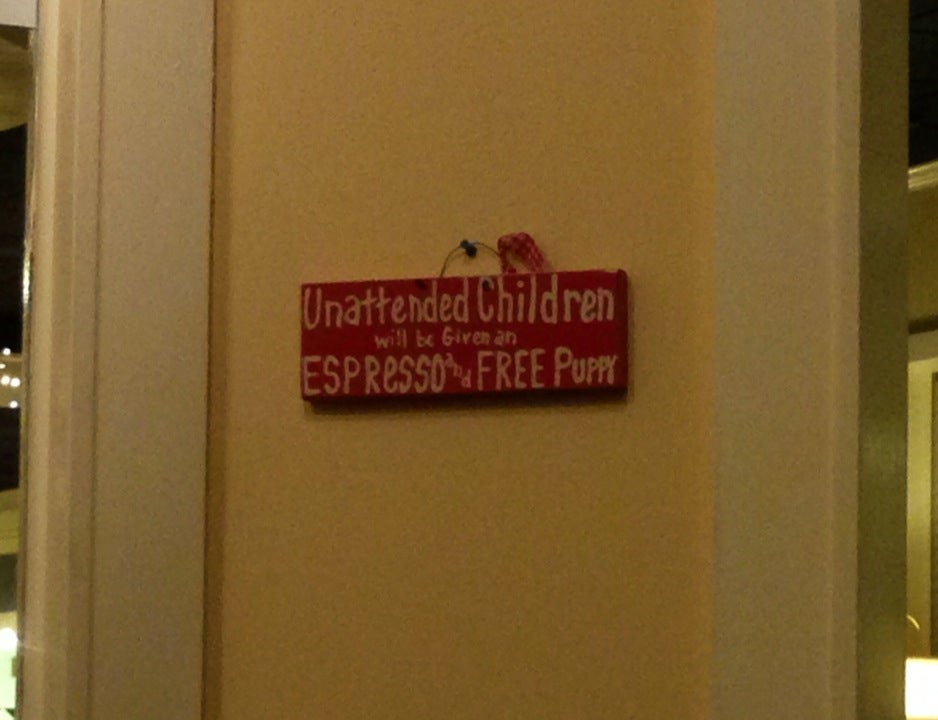 Unattended Children
will be Given an
ESPRESSO and FREE PuPPY